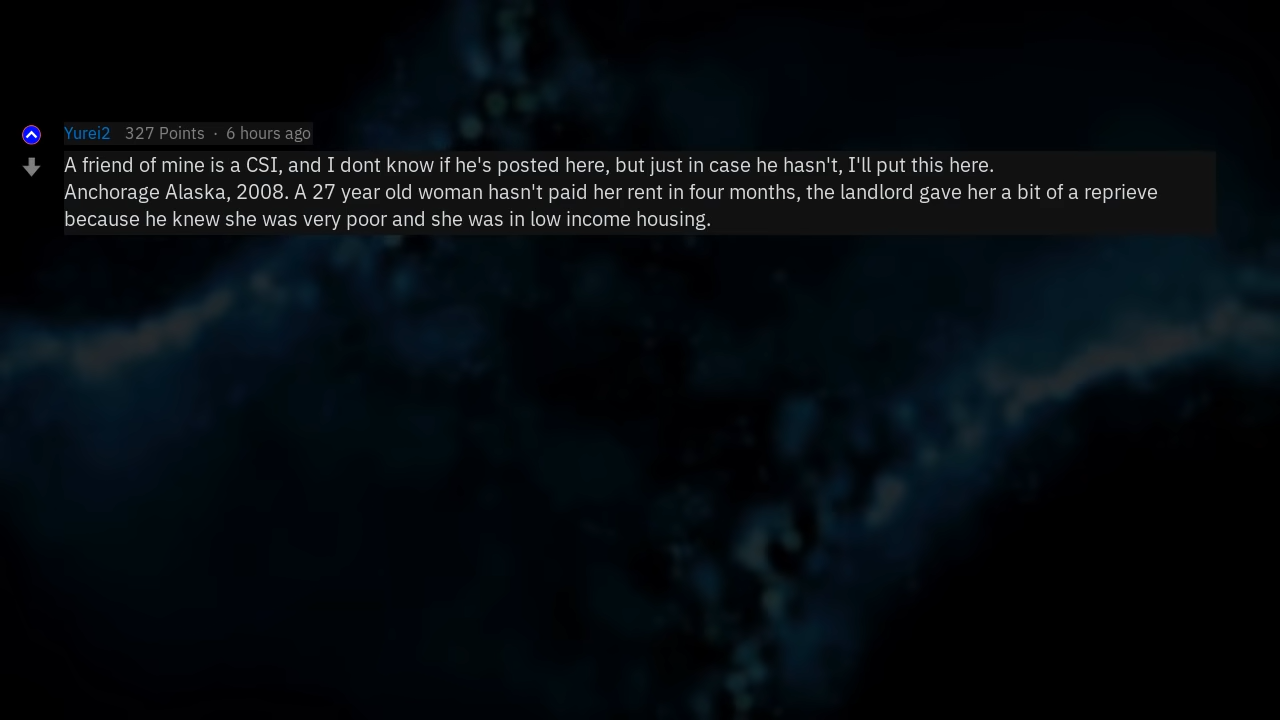 Yurei2 327 Points · 6 hours ago
A friend of mine is a CSI, and I dont know if he's posted here, but just in case he hasn't, I'll put this here.
Anchorage Alaska, 2008. A 27 year old woman hasn't paid her rent in four months, the landlord gave her a bit of a reprieve
because he knew she was very poor and she was in low income housing.